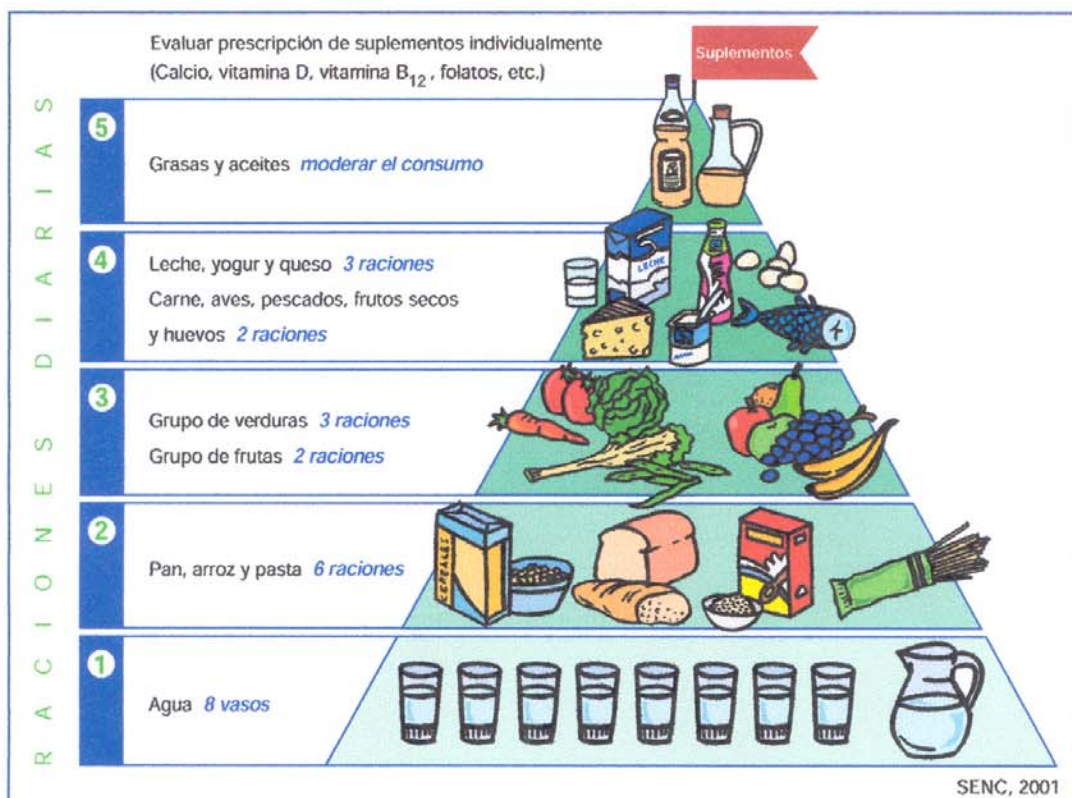 Evaluar prescripción de suplementos individualmente
(Calcio, vitamina D, vitamina B12, folatos, etc.)
Suplementos
RACIONES DIARIAS
5
Grasas y aceites moderar el consumo
4
Leche, yogur y queso 3 raciones
Carne, aves, pescados, frutos secos
y huevos 2 raciones
LECHE
3
Grupo de verduras 3 raciones
Grupo de frutas 2 raciones
2
Pan, arroz y pasta 6 raciones
CEREALES
1
Agua 8 vasos
SENC, 2001